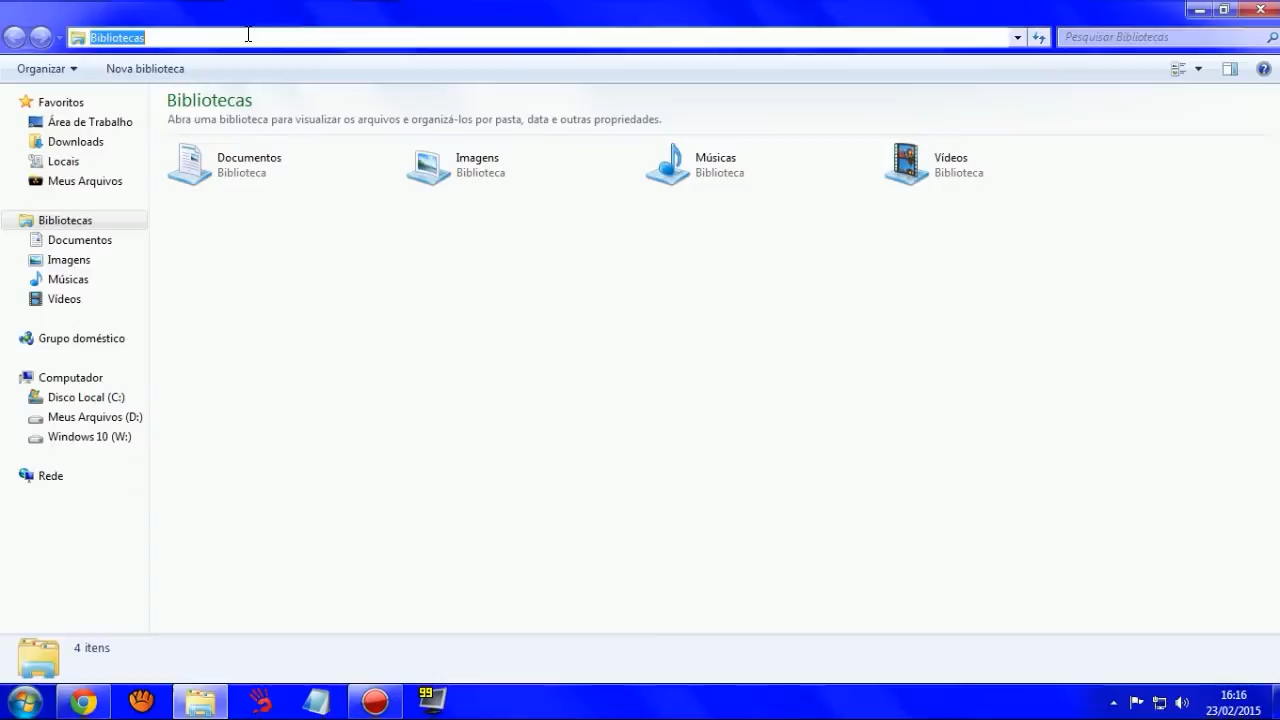 Bibliotecas
Pesquisar Bibliotecas
Organizar
Nova biblioteca
Favoritos
Área de Trabalho
Downloads
Locais
Meus Arquivos
Bibliotecas
Documentos
Imagens
Músicas
Vídeos
Grupo doméstico
Computador
Disco Local (C:)
Meus Arquivos (D:)
Windows 10 (W:)
Rede
Bibliotecas
Abra uma biblioteca para visualizar os arquivos e organizá-los por pasta, data e outras propriedades.
Documentos
Biblioteca
Imagens
Biblioteca
Músicas
Biblioteca
Vídeos
Biblioteca
4 itens
99
16:16
23/02/2015